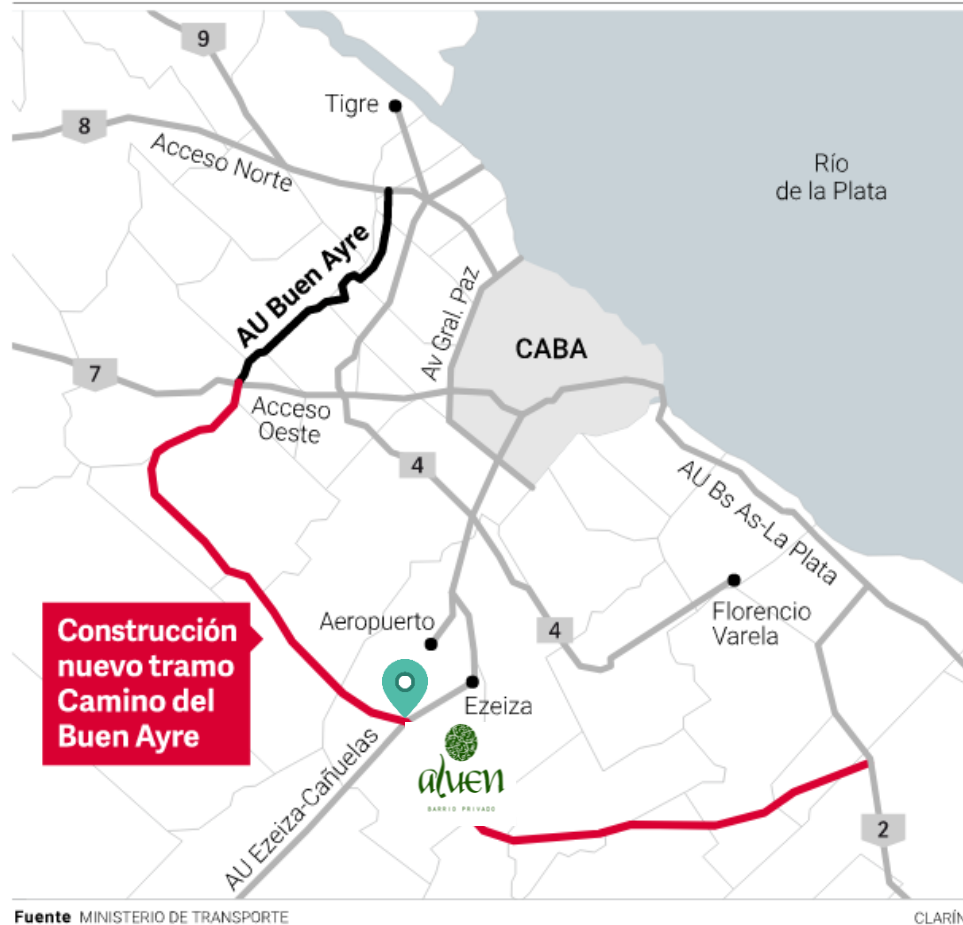 9
Tigre
8
Acceso Norte
Río
de la Plata
AU Buen Ayre
Av Gral. Paz
CABA
7
Acceso
Oeste
4
AU Bs As-La Plata
Construcción
nuevo tramo
Camino del
Buen Ayre
Aeropuerto
4
Florencio
Varela
Ezeiza
aluen
BARRIO PRIVADO
AU Ezeiza-Cañuelas
2
Fuente MINISTERIO DE TRANSPORTE
CLARÍN